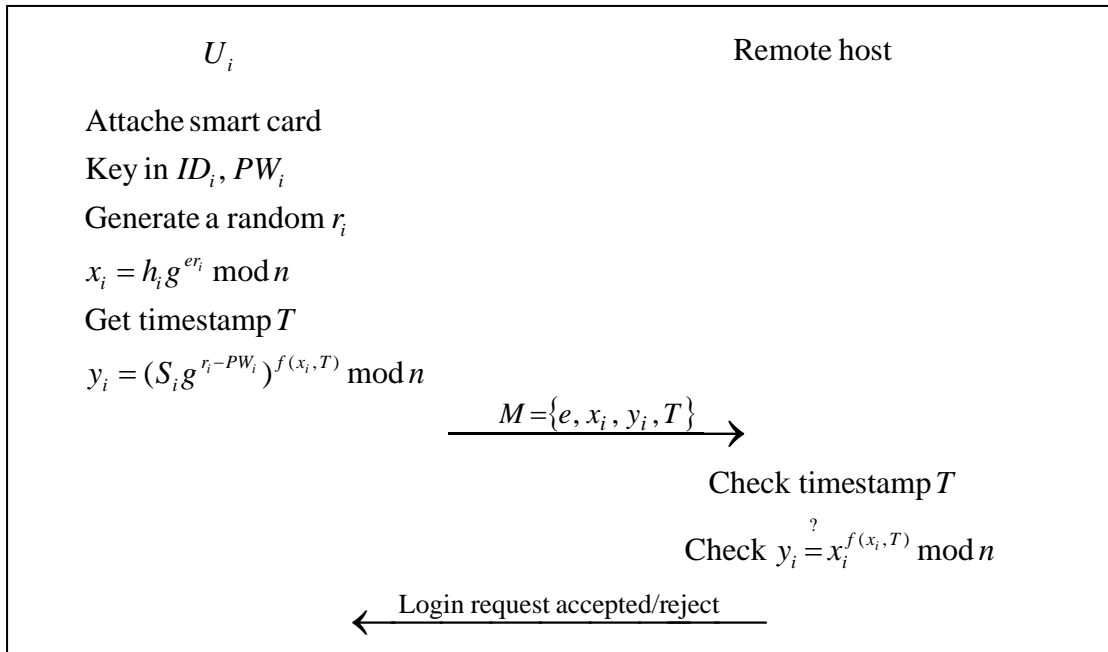 U_i Remote host
Attache smart card
Key in ID_i, PW_i
Generate a random r_i
x_i = h_i g^{er_i} mod n
Get timestamp T
y_i = (S_i g^{r_i-PW_i})^{f(x_i,T)} mod n
M={e, x_i, y_i, T}
Check timestamp T
Check y_i \overset{?}{=} x_i^{f(x_i,T)} mod n
Login request accepted/reject